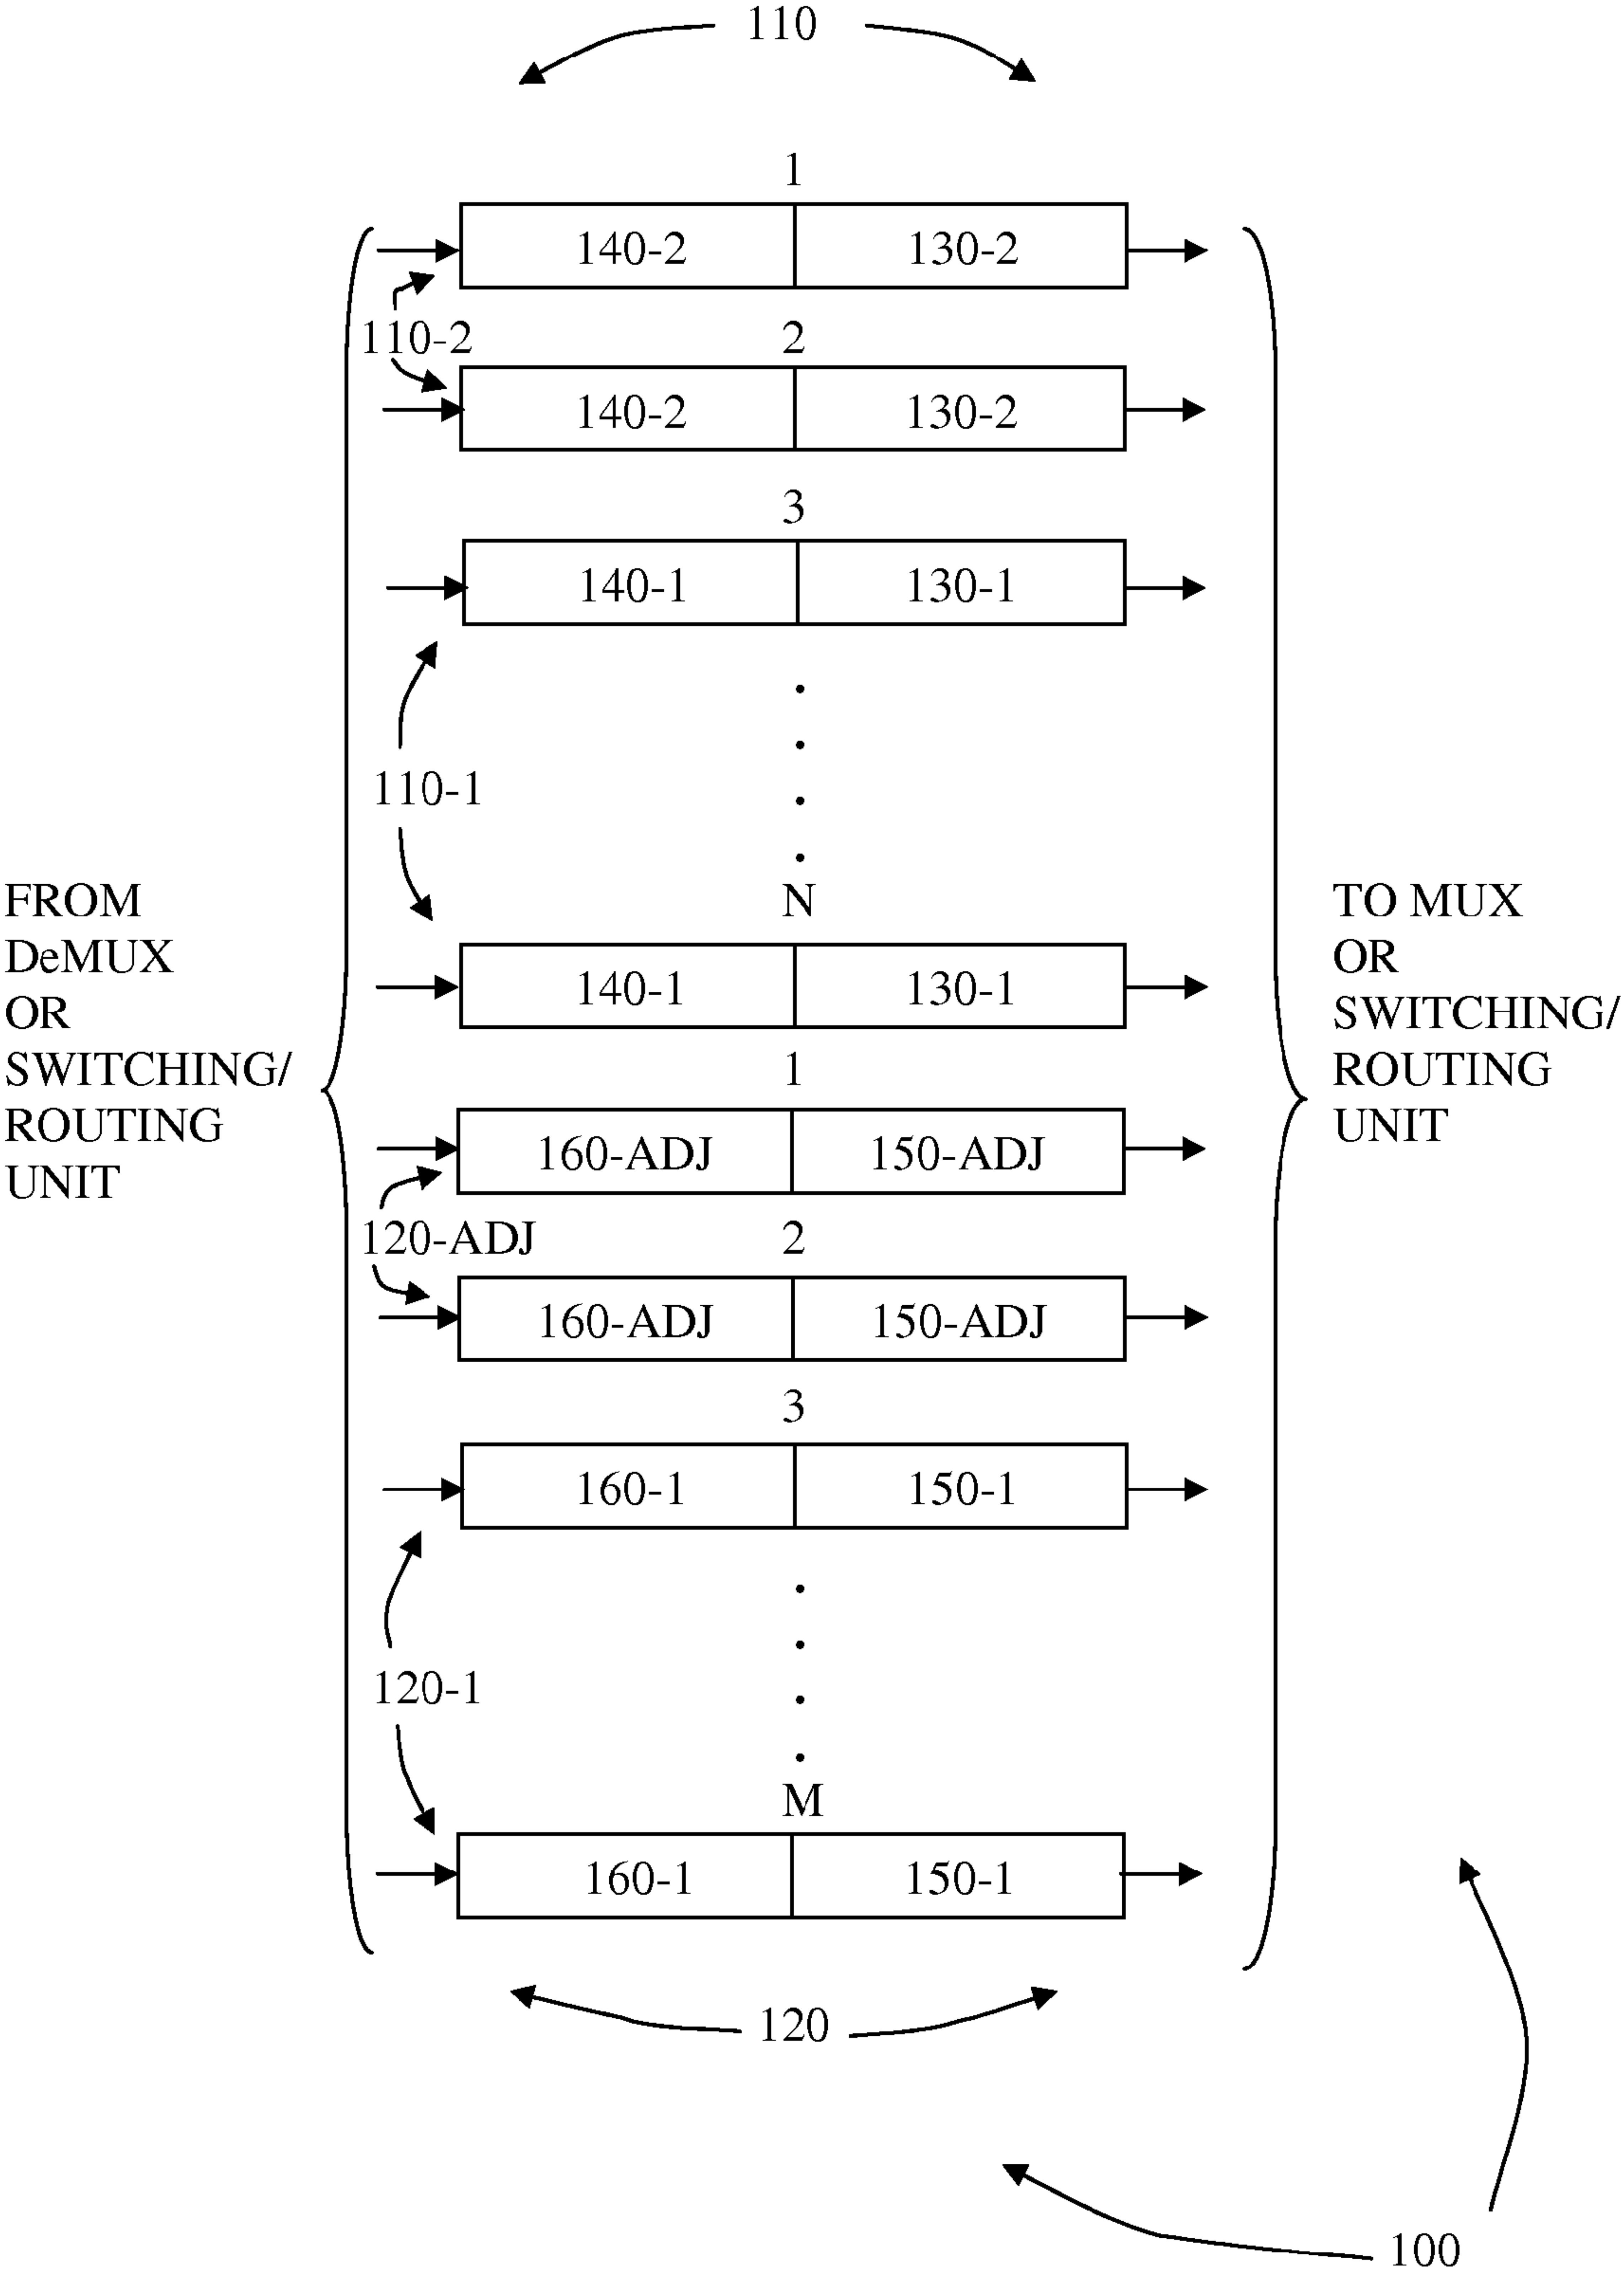 110
1
140-2 130-2
110-2 2
140-2 130-2
3
140-1 130-1
110-1
N
140-1 130-1
FROM
DeMUX
OR
SWITCHING/
ROUTING
UNIT
TO MUX
OR
SWITCHING/
ROUTING
UNIT
1
160-ADJ 150-ADJ
120-ADJ 2
160-ADJ 150-ADJ
3
160-1 150-1
120-1
M
160-1 150-1
120
100